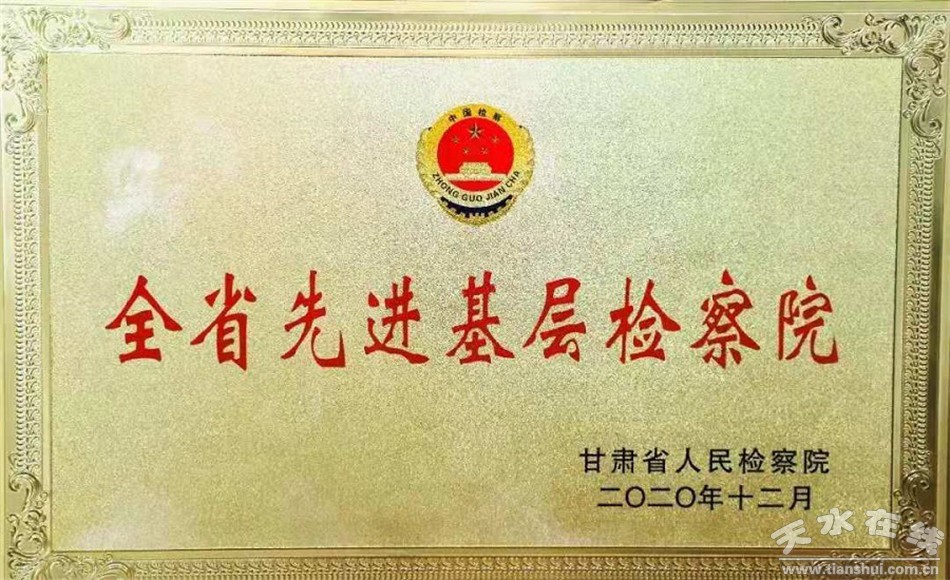 中国检察
ZHONG GUO JIAN CHA
全省先进基层检察院
甘肃省人民检察院
二〇二〇年十二月
天水在线
www.tianshui.com.cn